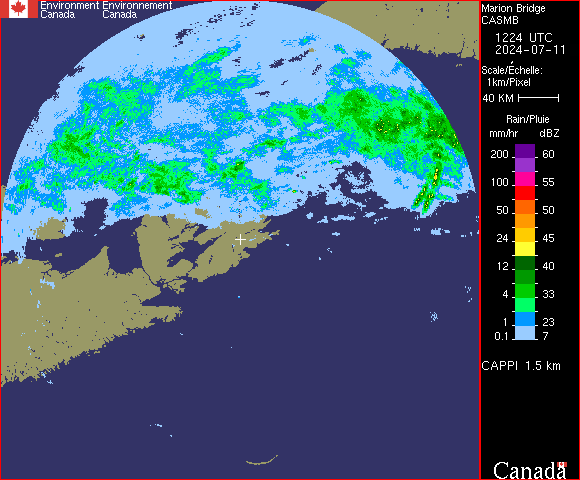 Environment Environnement
Canada Canada
Marion Bridge
CASMB
1224 UTC
2024-07-11
Scale/Échelle:
1km/Pixel
40 KM
Rain/Pluie
mm/hr dBZ
200 60
100 55
50 50
24 45
12 40
4 33
1 23
0.1 7
CAPPI 1.5 km
Canada